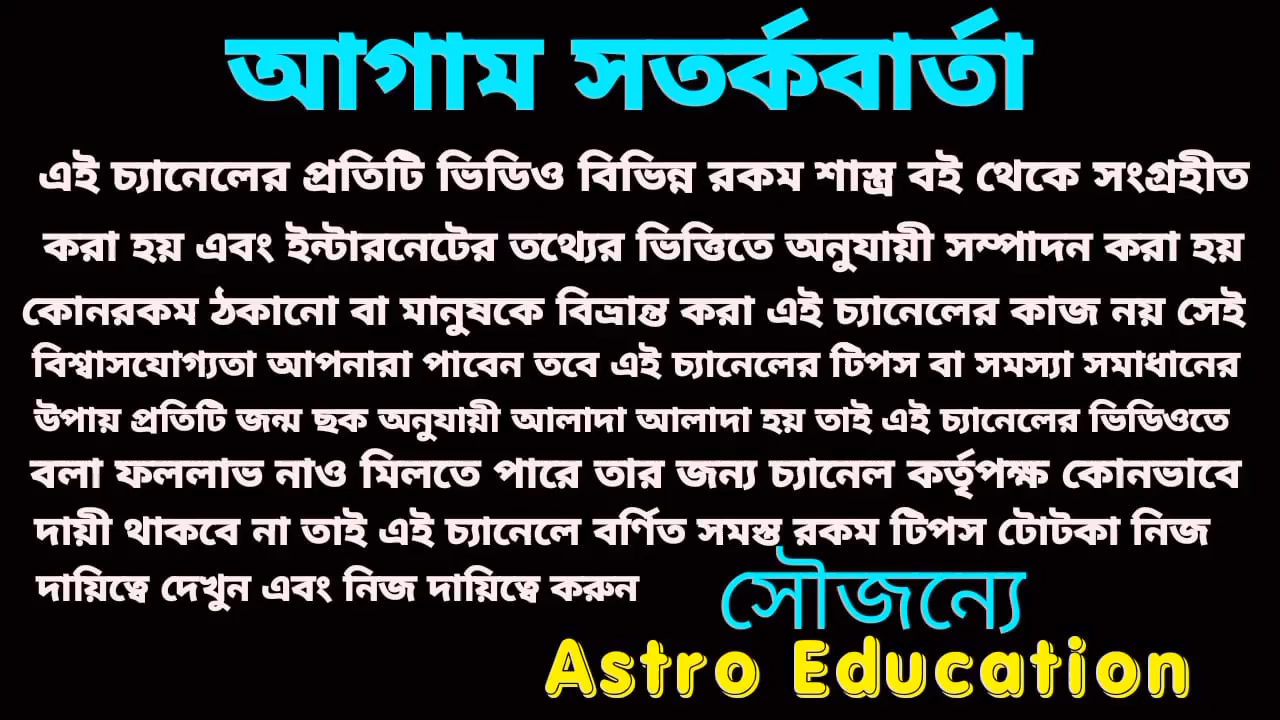 আগাম সতর্কবার্তা
এই চ্যানেলের প্রতিটি ভিডিও বিভিন্ন রকম শাস্ত্র বই থেকে সংগ্রহীত
করা হয় এবং ইন্টারনেটের তথ্যের ভিত্তিতে অনুযায়ী সম্পাদন করা হয়
কোনরকম ঠকানো বা মানুষকে বিভ্রান্ত করা এই চ্যানেলের কাজ নয় সেই
বিশ্বাসযোগ্যতা আপনারা পাবেন তবে এই চ্যানেলের টিপস বা সমস্যা সমাধানের
উপায় প্রতিটি জন্ম ছক অনুযায়ী আলাদা আলাদা হয় তাই এই চ্যানেলের ভিডিওতে
বলা ফললাভ নাও মিলতে পারে তার জন্য চ্যানেল কর্তৃপক্ষ কোনভাবে
দায়ী থাকবে না তাই এই চ্যানেলে বর্ণিত সমস্ত রকম টিপস টোটকা নিজ
দায়িত্বে দেখুন এবং নিজ দায়িত্বে করুন
সৌজন্যে
Astro Education